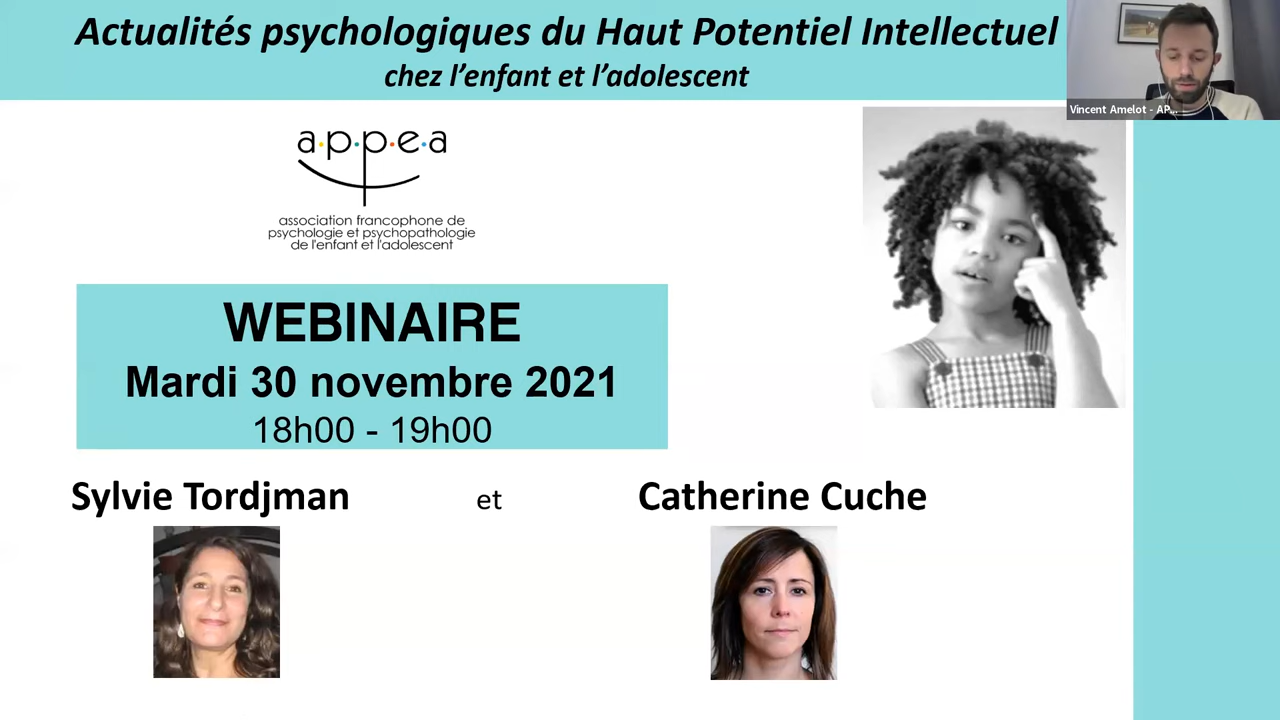 Actualités psychologiques du Haut Potentiel Intellectuel
chez l'enfant et l'adolescent
Vincent Amelot - AP...
a·p·p·e·a
association francophone de
psychologie et psychopathologie
de l'enfant et l'adolescent
WEBINAIRE
Mardi 30 novembre 2021
18h00 - 19h00
Sylvie Tordjman et Catherine Cuche